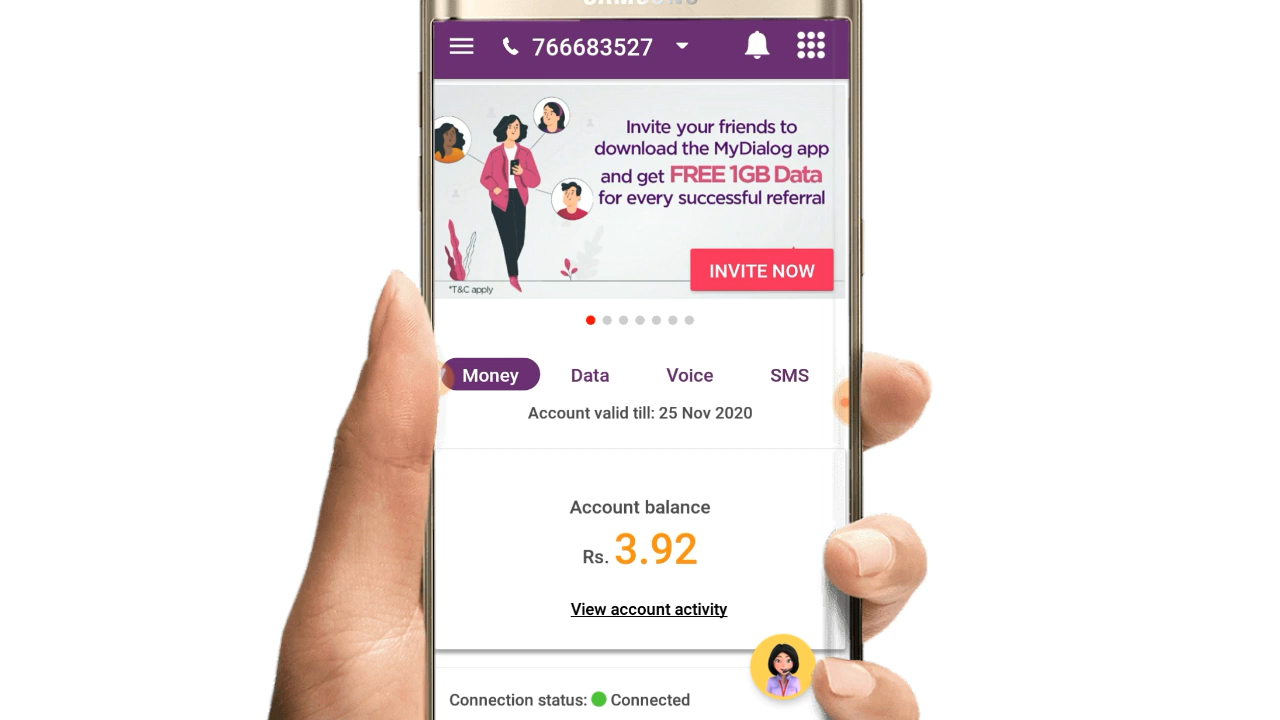 SAMSUNG
766683527
Invite your friends to
download the MyDialog app
and get FREE 1GB Data
for every successful referral
INVITE NOW
*T&C apply
Money Data Voice SMS
Account valid till: 25 Nov 2020
Account balance
Rs. 3.92
View account activity
Connection status: Connected